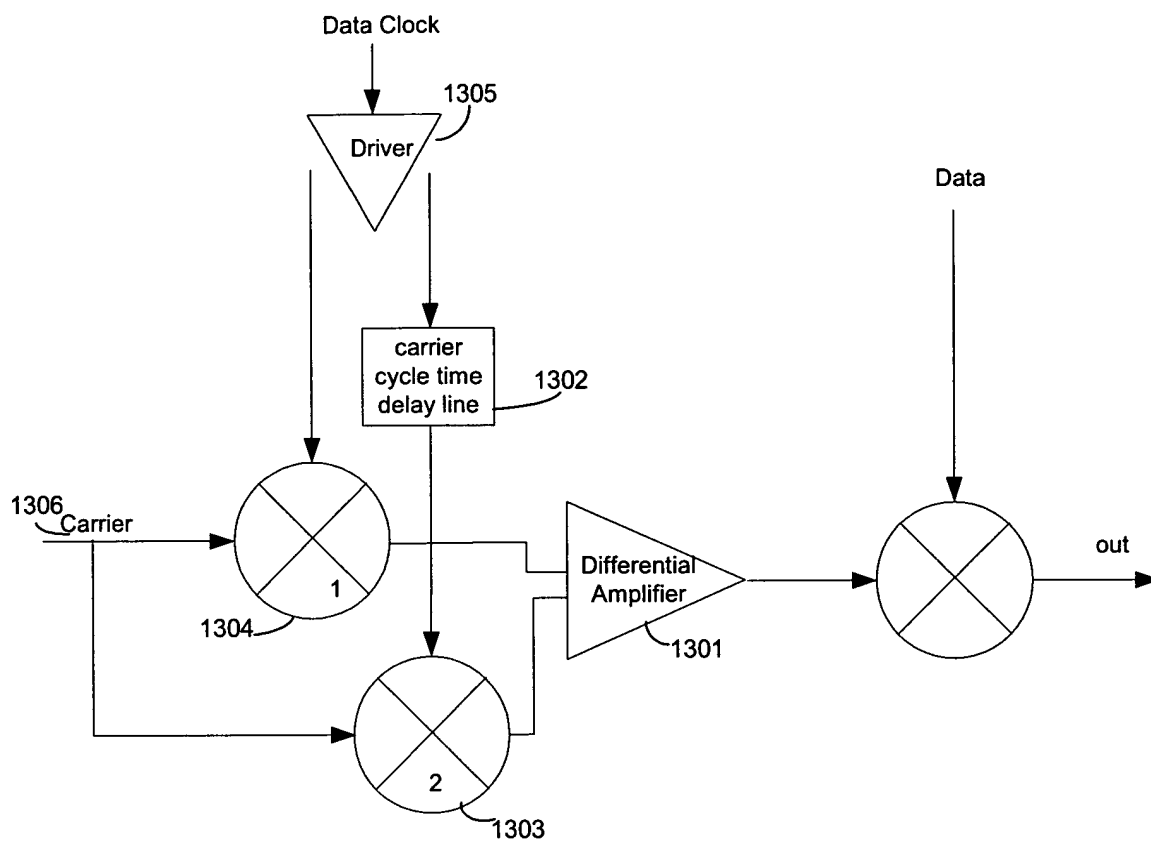 Data Clock
1305
Driver
Data
carrier
cycle time
delay line
1302
1306
Carrier
out
Differential
Amplifier
1
1304
1301
2
1303